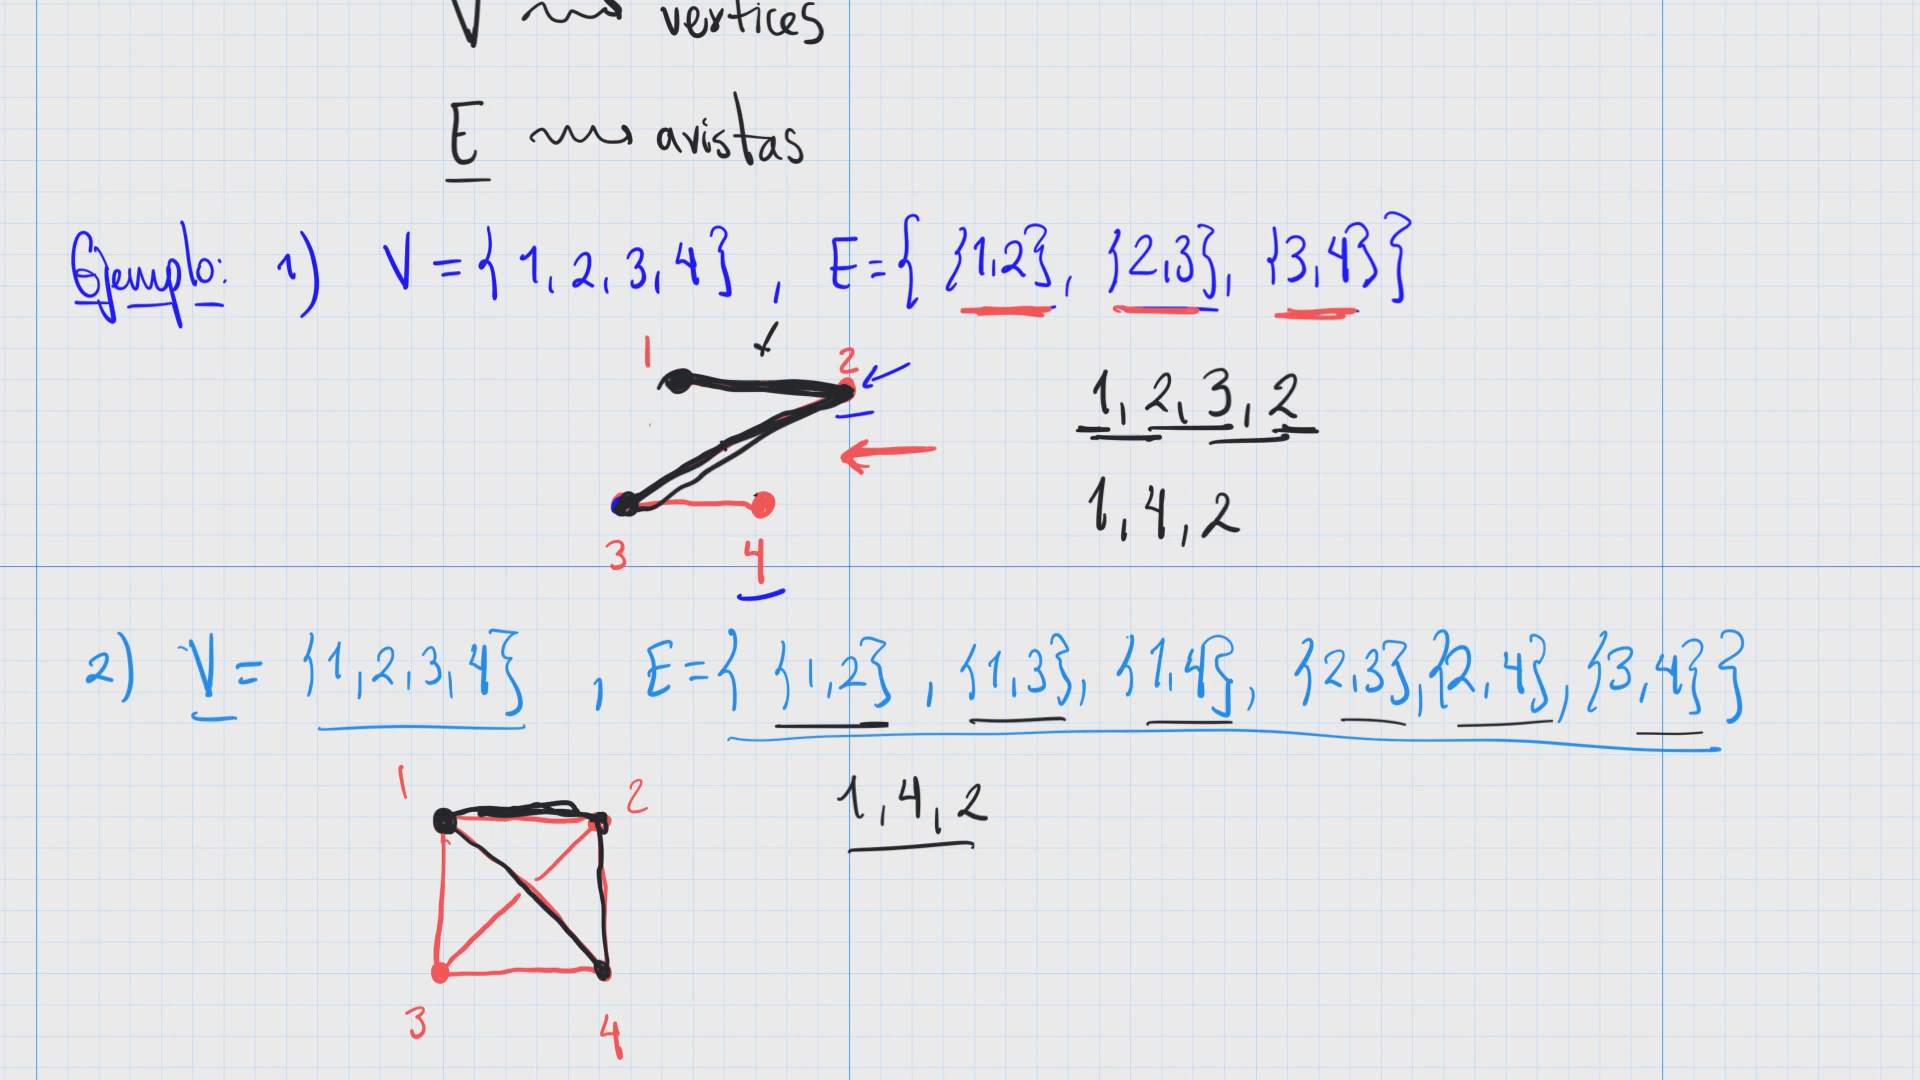 V ⇝ vertices
E ⇝ aristas
Ejemplo: 1) V = {1, 2, 3, 4}, E = { {1,2}, {2,3}, {3,4} }
1 2
1, 2, 3, 2
1, 4, 2
3 4
2) V = {1, 2, 3, 4}, E = { {1,2}, {1,3}, {1,4}, {2,3}, {2,4}, {3,4} }
1 2
1, 4, 2
3 4